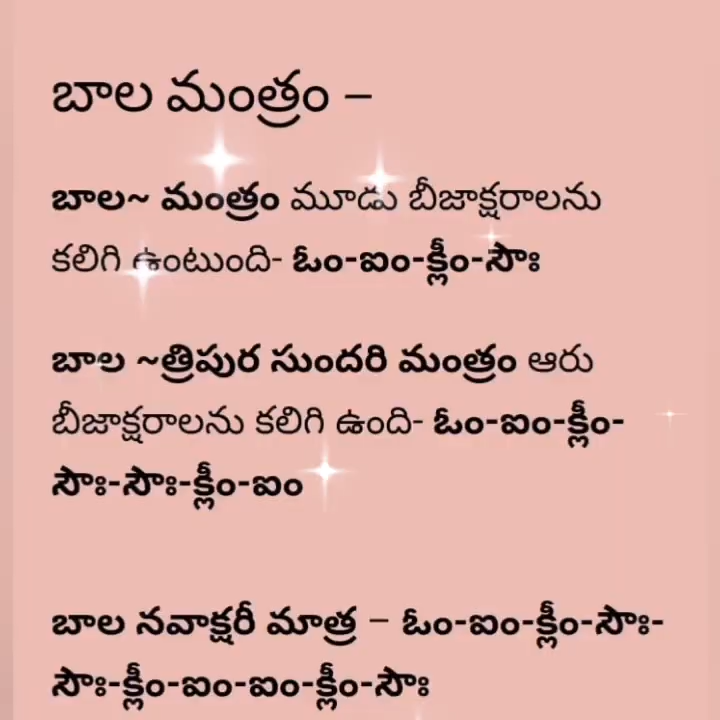 బాల మంత్రం –
బాల~ మంత్రం మూడు బీజాక్షరాలను
కలిగి ఉంటుంది- ఓం-ఐం-క్లీం-సౌః
బాల ~త్రిపుర సుందరి మంత్రం ఆరు
బీజాక్షరాలను కలిగి ఉంది- ఓం-ఐం-క్లీం-
సౌః-సౌః-క్లీం-ఐం
బాల నవాక్షరీ మాత్ర – ఓం-ఐం-క్లీం-సౌః-
సౌః-క్లీం-ఐం-ఐం-క్లీం-సౌః